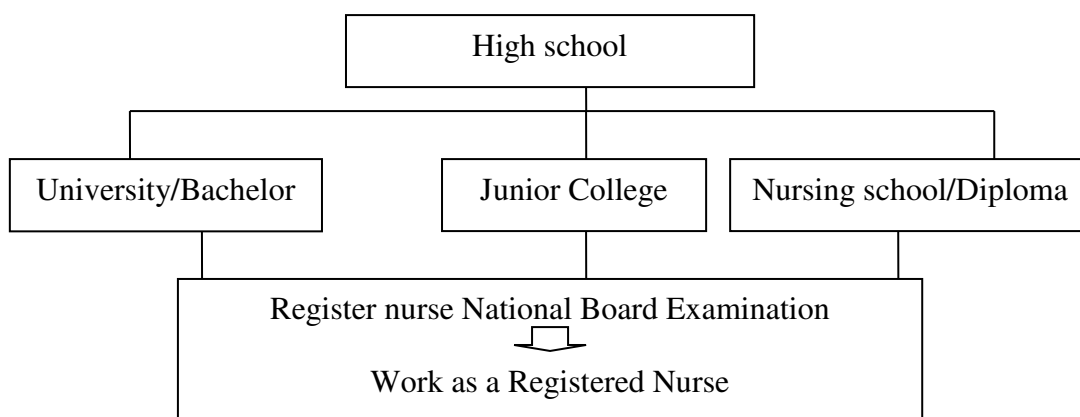 High school
University/Bachelor
Junior College
Nursing school/Diploma
Register nurse National Board Examination
Work as a Registered Nurse